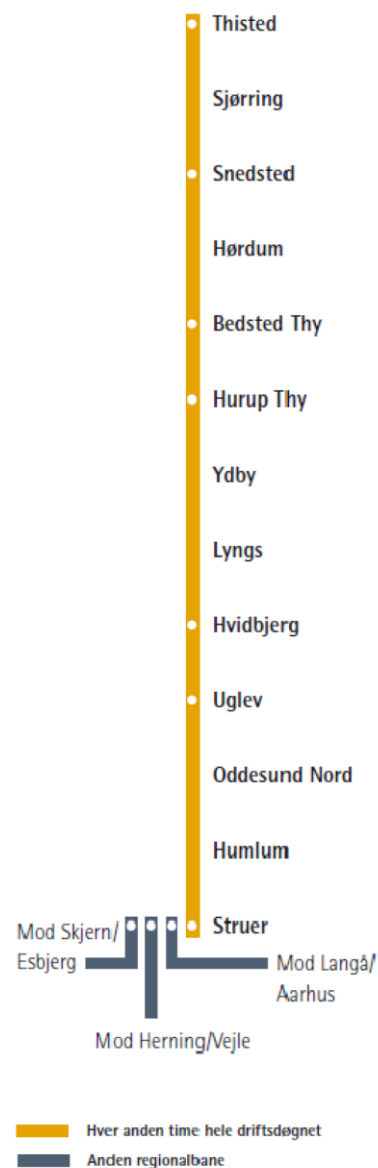 Thisted
Sjørring
Snedsted
Hørdum
Bedsted Thy
Hurup Thy
Ydby
Lyngs
Hvidbjerg
Uglev
Oddesund Nord
Humlum
Struer
Mod Skjern/
Esbjerg
Mod Langå/
Aarhus
Mod Herning/Vejle
Hver anden time hele driftsdøgnet
Anden regionalbane